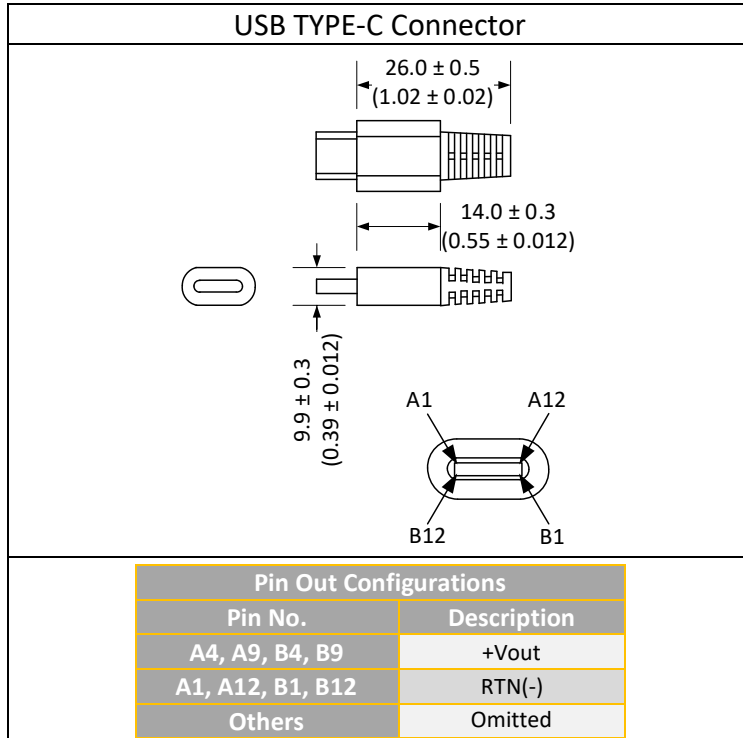 USB TYPE-C Connector
26.0 ± 0.5
(1.02 ± 0.02)
14.0 ± 0.3
(0.55 ± 0.012)
9.9 ± 0.3
(0.39 ± 0.012)
A1 A12
B12 B1
Pin Out Configurations
Pin No. Description
A4, A9, B4, B9 +Vout
A1, A12, B1, B12 RTN(-)
Others Omitted